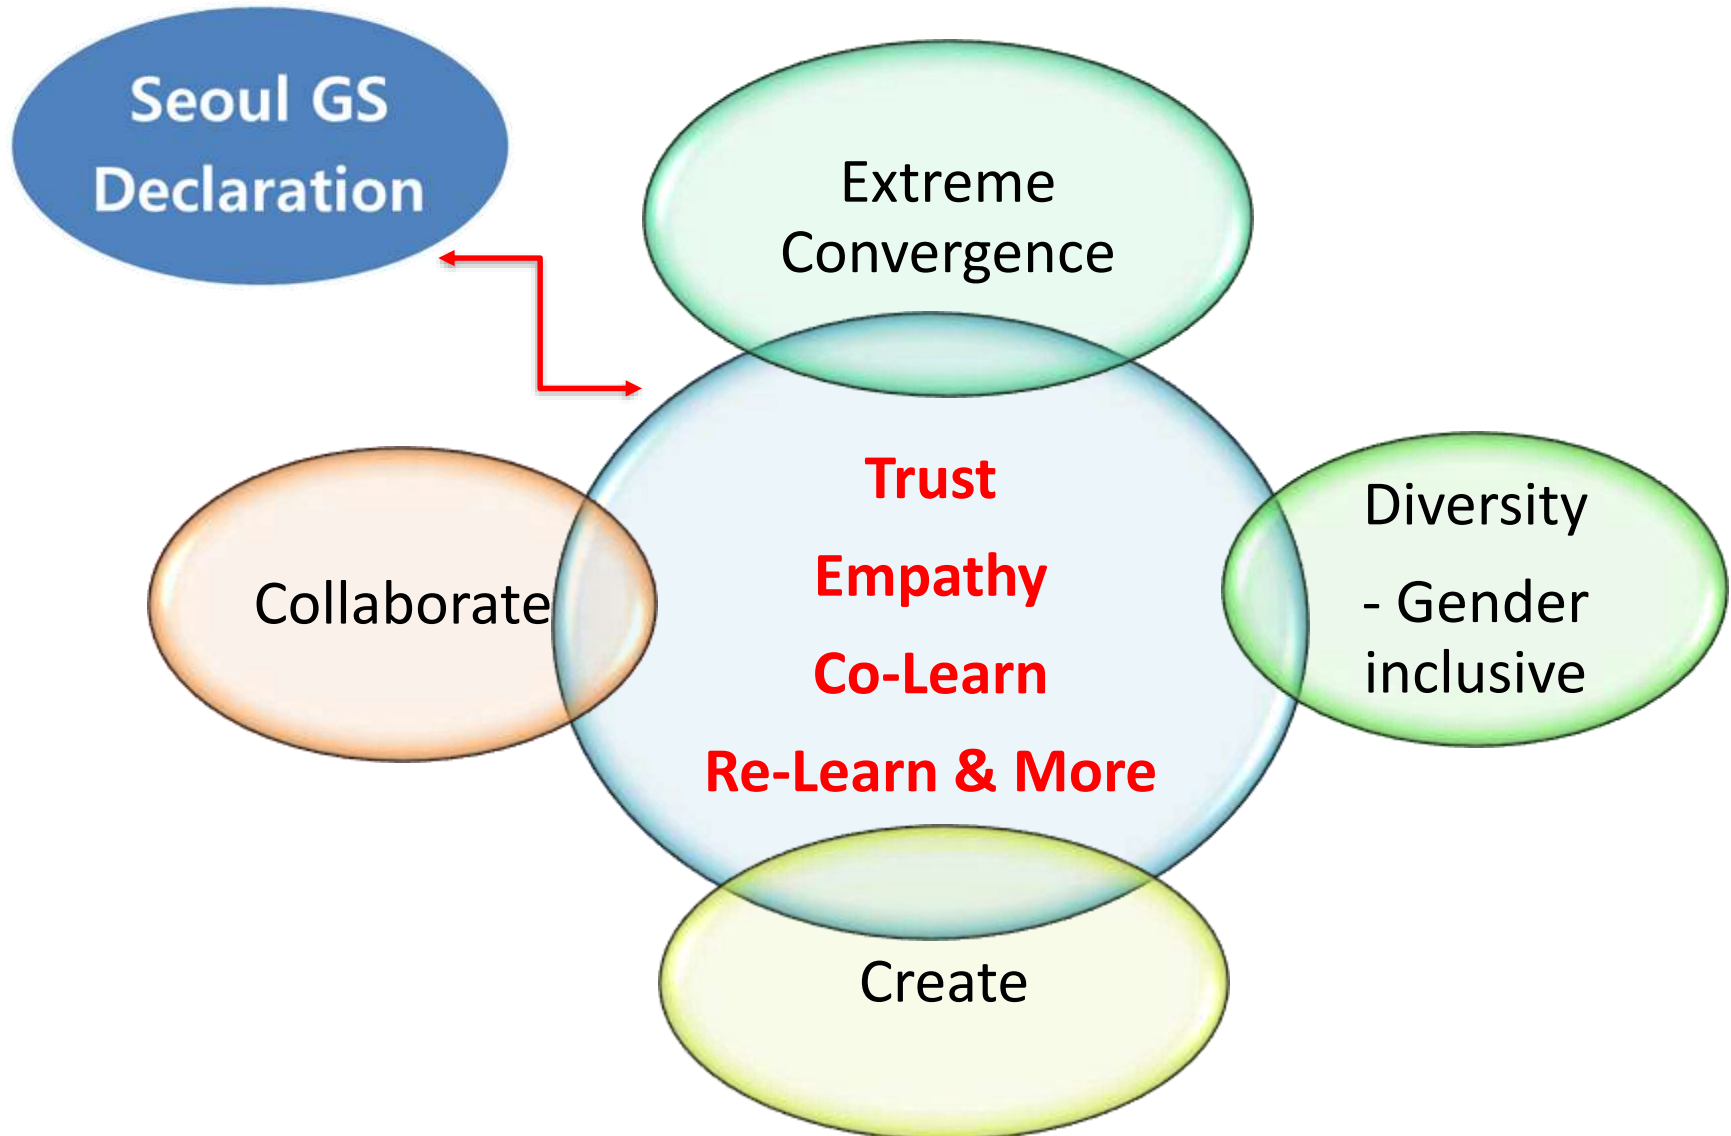 Seoul GS
Declaration
Extreme
Convergence
Trust
Empathy
Co-Learn
Re-Learn & More
Collaborate
Diversity
- Gender
inclusive
Create